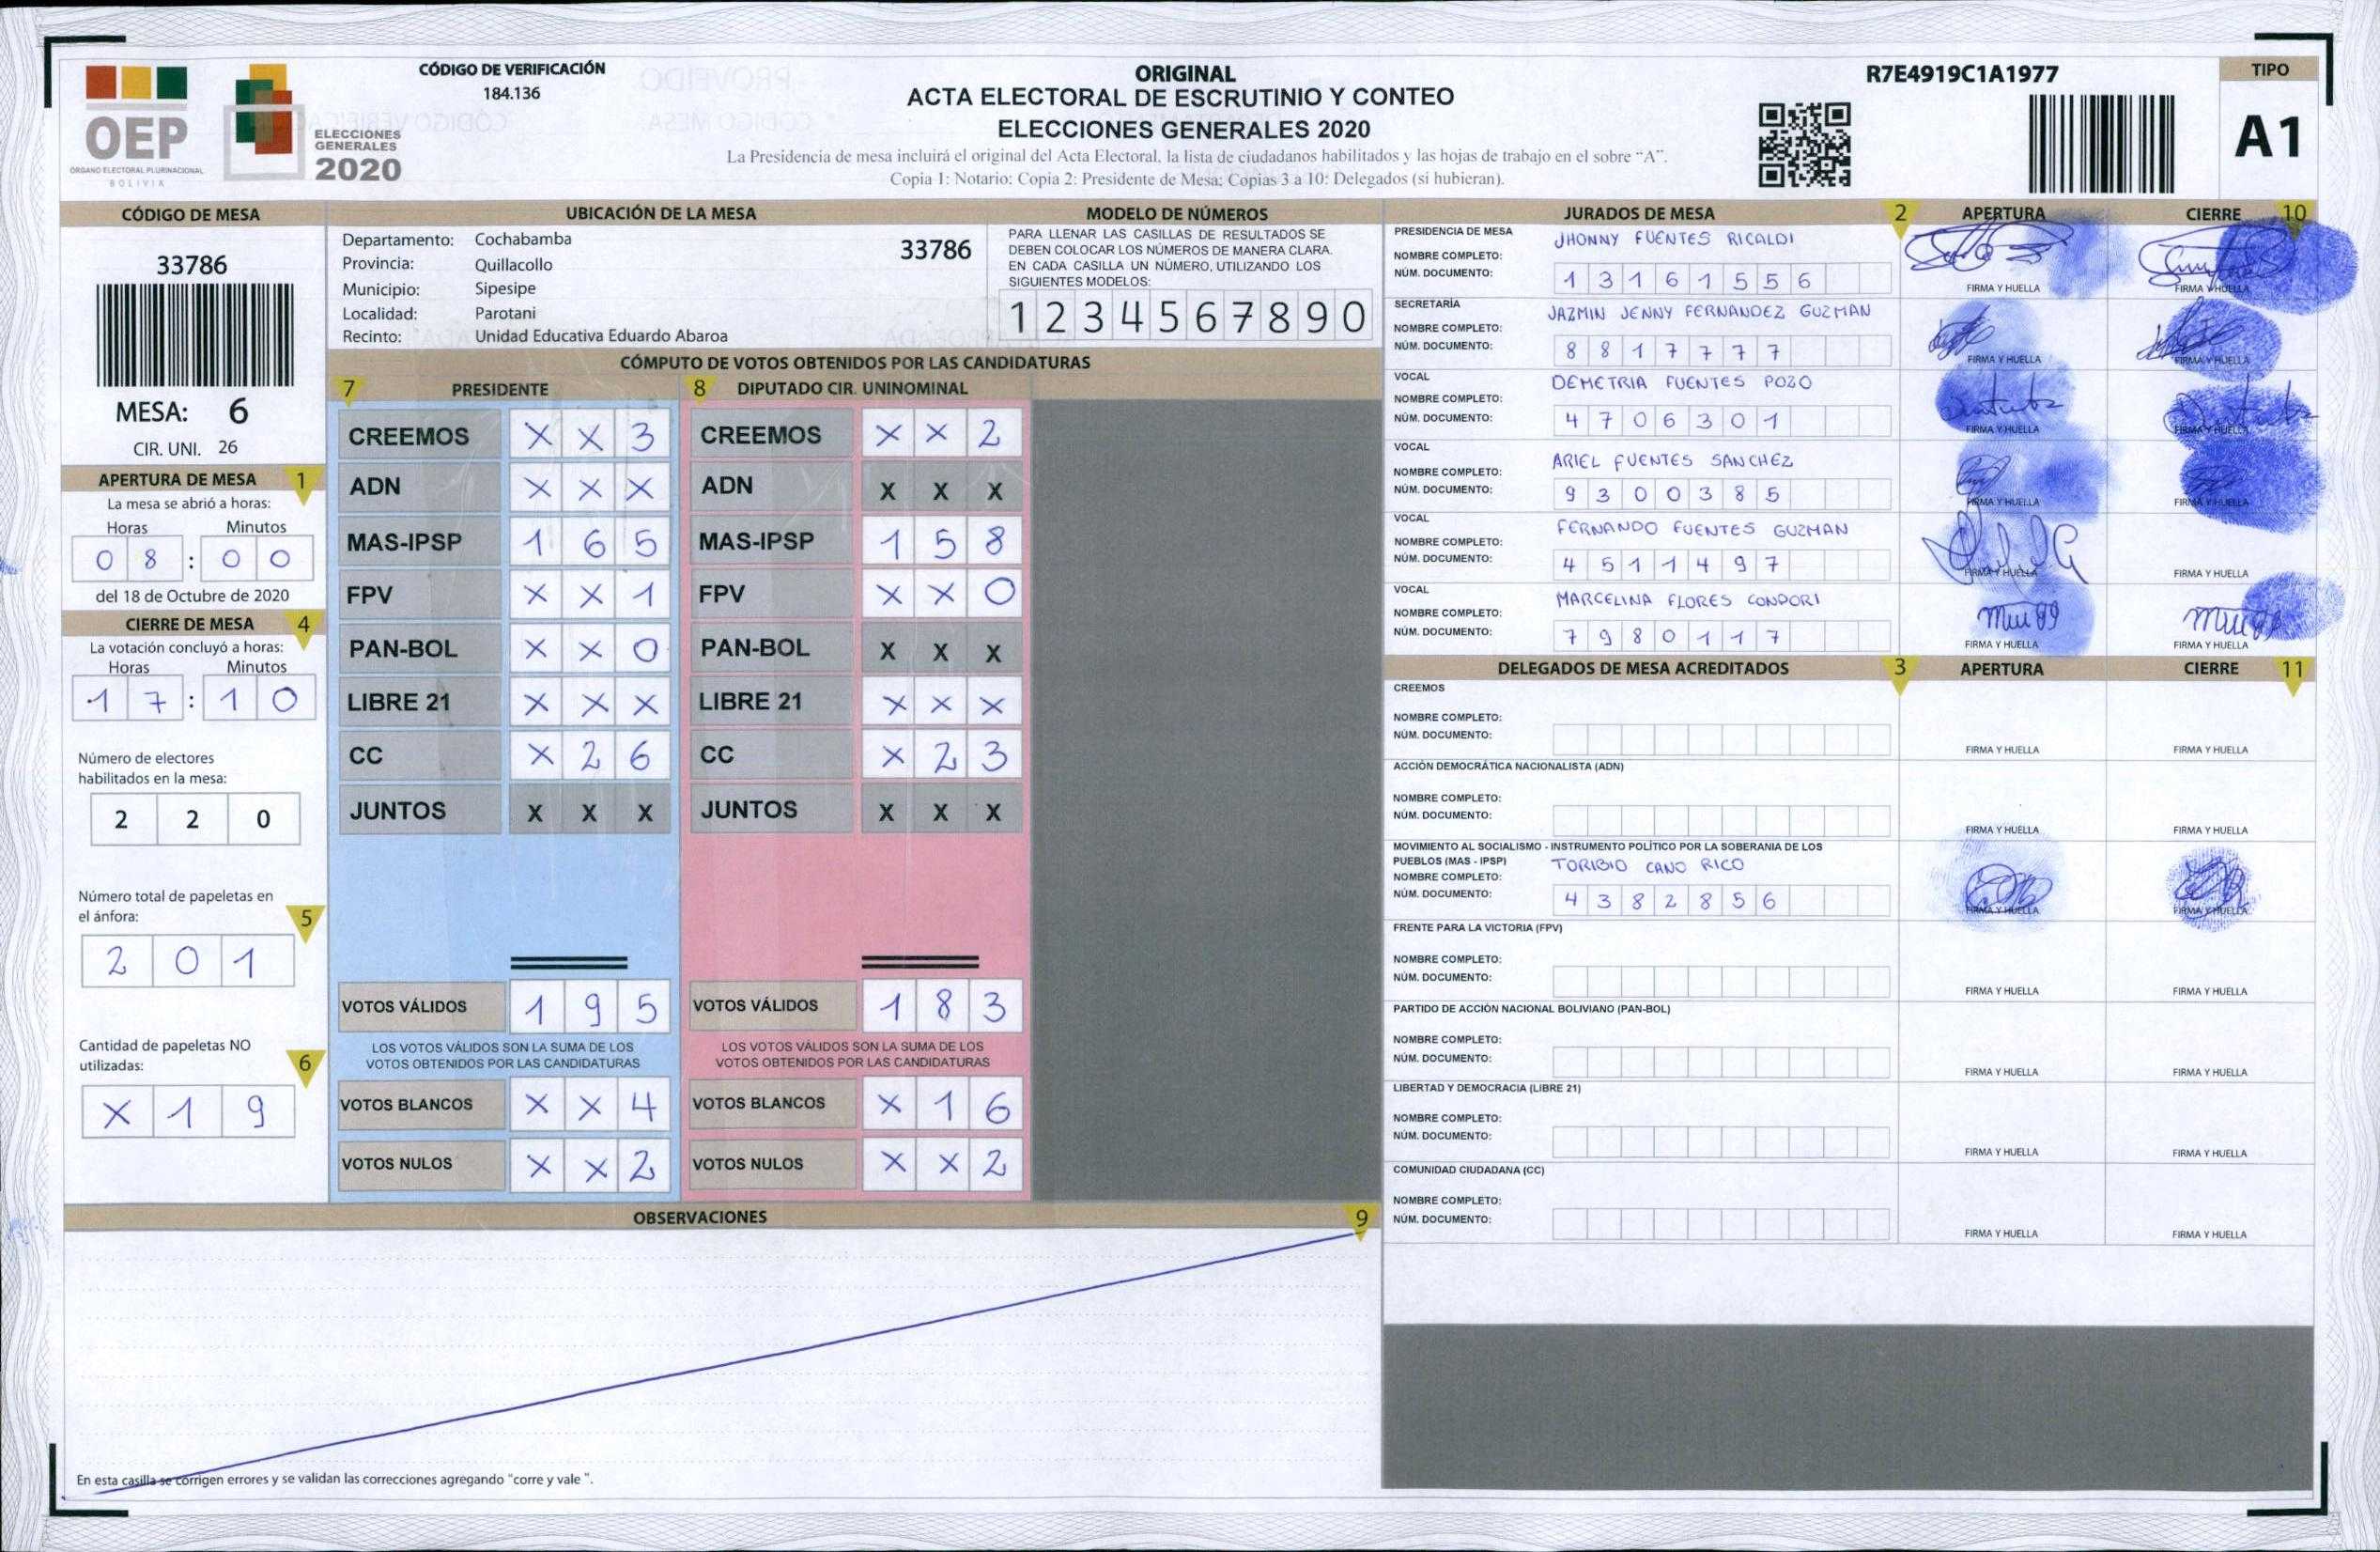 OEP
ÓRGANO ELECTORAL PLURINACIONAL
BOLIVIA
ELECCIONES
GENERALES
2020
CÓDIGO DE VERIFICACIÓN
184.136
ORIGINAL
ACTA ELECTORAL DE ESCRUTINIO Y CONTEO
ELECCIONES GENERALES 2020
La Presidencia de mesa incluirá el original del Acta Electoral, la lista de ciudadanos habilitados y las hojas de trabajo en el sobre "A".
Copia 1: Notario; Copia 2: Presidente de Mesa; Copias 3 a 10: Delegados (si hubieran).
R7E4919C1A1977
TIPO
A1
CÓDIGO DE MESA
33786
MESA: 6
CIR. UNI. 26
APERTURA DE MESA 1
La mesa se abrió a horas:
Horas Minutos
0 8 : 0 0
del 18 de Octubre de 2020
CIERRE DE MESA 4
La votación concluyó a horas:
Horas Minutos
1 7 : 1 0
Número de electores
habilitados en la mesa:
2 2 0
Número total de papeletas en
el ánfora: 5
2 0 1
Cantidad de papeletas NO
utilizadas: 6
X 1 9
UBICACIÓN DE LA MESA
Departamento: Cochabamba
Provincia: Quillacollo
Municipio: Sipesipe
Localidad: Parotani
Recinto: Unidad Educativa Eduardo Abaroa
33786
MODELO DE NÚMEROS
PARA LLENAR LAS CASILLAS DE RESULTADOS SE
DEBEN COLOCAR LOS NÚMEROS DE MANERA CLARA.
EN CADA CASILLA UN NÚMERO, UTILIZANDO LOS
SIGUIENTES MODELOS:
1 2 3 4 5 6 7 8 9 0
CÓMPUTO DE VOTOS OBTENIDOS POR LAS CANDIDATURAS
7 PRESIDENTE
CREEMOS X X 3
ADN X X X
MAS-IPSP 1 6 5
FPV X X 1
PAN-BOL X X 0
LIBRE 21 X X X
CC X 2 6
JUNTOS X X X
VOTOS VÁLIDOS 1 9 5
LOS VOTOS VÁLIDOS SON LA SUMA DE LOS
VOTOS OBTENIDOS POR LAS CANDIDATURAS
VOTOS BLANCOS X X 4
VOTOS NULOS X X 2
8 DIPUTADO CIR. UNINOMINAL
CREEMOS X X 2
ADN X X X
MAS-IPSP 1 5 8
FPV X X 0
PAN-BOL X X X
LIBRE 21 X X X
CC X 2 3
JUNTOS X X X
VOTOS VÁLIDOS 1 8 3
LOS VOTOS VÁLIDOS SON LA SUMA DE LOS
VOTOS OBTENIDOS POR LAS CANDIDATURAS
VOTOS BLANCOS X 1 6
VOTOS NULOS X X 2
OBSERVACIONES 9
En esta casilla se corrigen errores y se validan las correcciones agregando "corre y vale ".
JURADOS DE MESA 2 APERTURA CIERRE 10
PRESIDENCIA DE MESA
NOMBRE COMPLETO: JHONNY FUENTES RICALDI
NÚM. DOCUMENTO: 1 3 1 6 1 5 5 6
FIRMA Y HUELLA FIRMA Y HUELLA
SECRETARÍA
NOMBRE COMPLETO: JAZMIN JENNY FERNANDEZ GUZMAN
NÚM. DOCUMENTO: 8 8 1 7 7 7 7
FIRMA Y HUELLA FIRMA Y HUELLA
VOCAL
NOMBRE COMPLETO: DEMETRIA FUENTES POZO
NÚM. DOCUMENTO: 4 7 0 6 3 0 1
FIRMA Y HUELLA FIRMA Y HUELLA
VOCAL
NOMBRE COMPLETO: ARIEL FUENTES SANCHEZ
NÚM. DOCUMENTO: 9 3 0 0 3 8 5
FIRMA Y HUELLA FIRMA Y HUELLA
VOCAL
NOMBRE COMPLETO: FERNANDO FUENTES GUZMAN
NÚM. DOCUMENTO: 4 5 1 1 4 9 7
FIRMA Y HUELLA FIRMA Y HUELLA
VOCAL
NOMBRE COMPLETO: MARCELINA FLORES CONDORI
NÚM. DOCUMENTO: 7 9 8 0 1 1 7
FIRMA Y HUELLA FIRMA Y HUELLA
DELEGADOS DE MESA ACREDITADOS 3 APERTURA CIERRE 11
CREEMOS
NOMBRE COMPLETO:
NÚM. DOCUMENTO:
FIRMA Y HUELLA FIRMA Y HUELLA
ACCIÓN DEMOCRÁTICA NACIONALISTA (ADN)
NOMBRE COMPLETO:
NÚM. DOCUMENTO:
FIRMA Y HUELLA FIRMA Y HUELLA
MOVIMIENTO AL SOCIALISMO - INSTRUMENTO POLÍTICO POR LA SOBERANIA DE LOS
PUEBLOS (MAS - IPSP)
NOMBRE COMPLETO: TORIBIO CANO RICO
NÚM. DOCUMENTO: 4 3 8 2 8 5 6
FIRMA Y HUELLA FIRMA Y HUELLA
FRENTE PARA LA VICTORIA (FPV)
NOMBRE COMPLETO:
NÚM. DOCUMENTO:
FIRMA Y HUELLA FIRMA Y HUELLA
PARTIDO DE ACCIÓN NACIONAL BOLIVIANO (PAN-BOL)
NOMBRE COMPLETO:
NÚM. DOCUMENTO:
FIRMA Y HUELLA FIRMA Y HUELLA
LIBERTAD Y DEMOCRACIA (LIBRE 21)
NOMBRE COMPLETO:
NÚM. DOCUMENTO:
FIRMA Y HUELLA FIRMA Y HUELLA
COMUNIDAD CIUDADANA (CC)
NOMBRE COMPLETO:
NÚM. DOCUMENTO:
FIRMA Y HUELLA FIRMA Y HUELLA